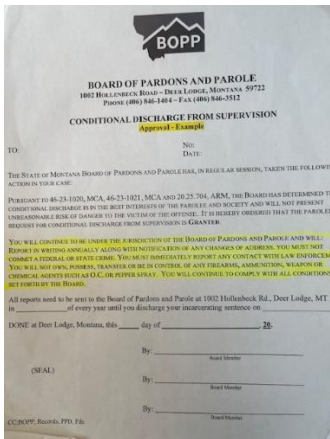 BOPP
BOARD OF PARDONS AND PAROLE
1002 HOLLENBECK ROAD – DEER LODGE, MONTANA 59722
PHONE (406) 846-1404 – FAX (406) 846-3512
CONDITIONAL DISCHARGE FROM SUPERVISION
Approval - Example
TO:
NO:
DATE:
THE STATE OF MONTANA BOARD OF PARDONS AND PAROLE HAS, IN REGULAR SESSION, TAKEN THE FOLLOWI
ACTION IN YOUR CASE:
PURSUANT TO 46-23-1020, MCA, 46-23-1021, MCA AND 20.25.704, ARM, THE BOARD HAS DETERMINED T
CONDITIONAL DISCHARGE IS IN THE BEST INTERESTS OF THE PAROLEE AND SOCIETY AND WILL NOT PRESENT
UNREASONABLE RISK OF DANGER TO THE VICTIM OF THE OFFENSE. IT IS HEREBY ORDERED THAT THE PAROLEE
REQUEST FOR CONDITIONAL DISCHARGE FROM SUPERVISION IS GRANTED.
YOU WILL CONTINUE TO BE UNDER THE JURISDICTION OF THE BOARD OF PARDONS AND PAROLE AND WILL:
REPORT IN WRITING ANNUALLY ALONG WITH NOTIFICATION OF ANY CHANGES OF ADDRESS. YOU MUST NOT
COMMIT A FEDERAL OR STATE CRIME. YOU MUST IMMEDIATELY REPORT ANY CONTACT WITH LAW ENFORCEM
YOU WILL NOT OWN, POSSESS, TRANSFER OR BE IN CONTROL OF ANY FIREARMS, AMMUNITION, WEAPON OR
CHEMICAL AGENTS SUCH AS O.C. OR PEPPER SPRAY. YOU WILL CONTINUE TO COMPLY WITH ALL CONDITIONS
SET FORTH BY THE BOARD.
All reports need to be sent to the Board of Pardons and Parole at 1002 Hollenbeck Rd., Deer Lodge, MT
in ________ of every year until you discharge your incarcerating sentence on ________
DONE at Deer Lodge, Montana, this ____ day of ________, 20.
By:
Board Member
(SEAL)
By:
Board Member
By:
Board Member
CC:BOPP, Records, PPD, File